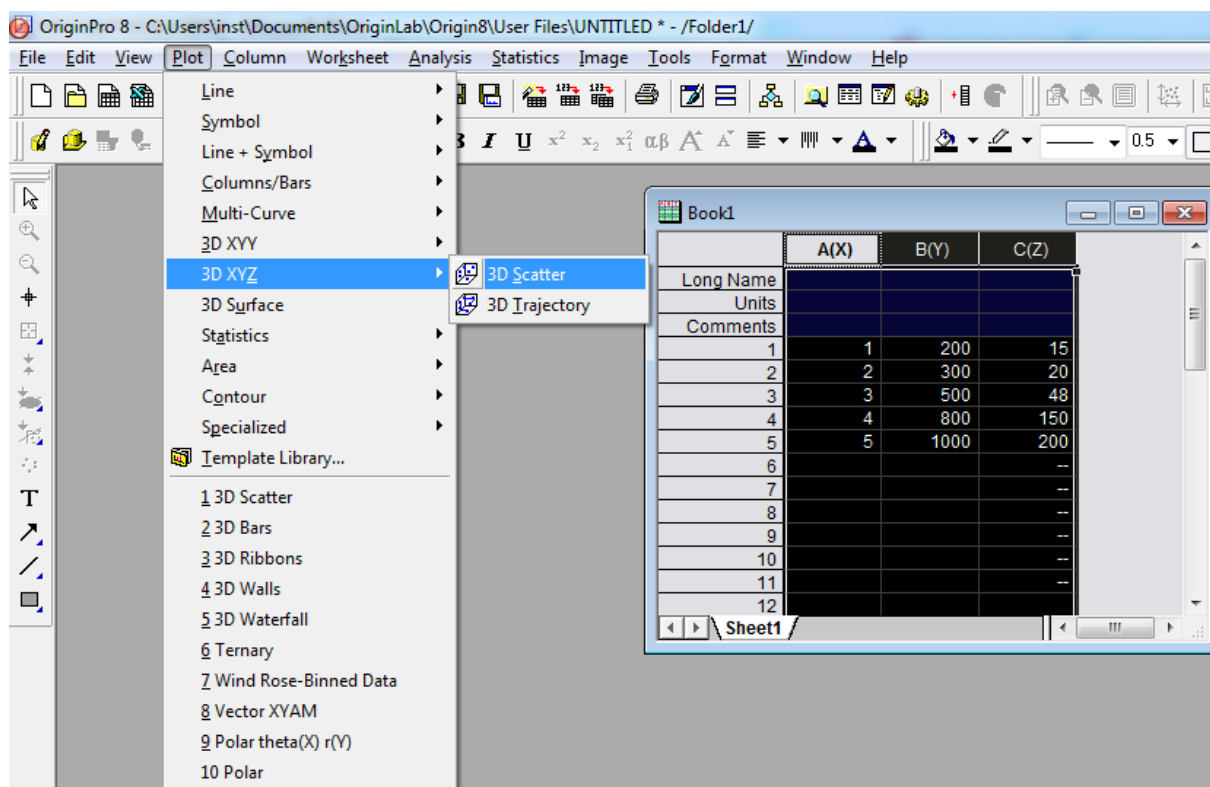 OriginPro 8 - C:\Users\inst\Documents\OriginLab\Origin8\User Files\UNTITLED * - /Folder1/
File Edit View Plot Column Worksheet Analysis Statistics Image Tools Format Window Help
Line
Symbol
Line + Symbol
Columns/Bars
Multi-Curve
3D XYY
3D XYZ
3D Surface
Statistics
Area
Contour
Specialized
Template Library...
1 3D Scatter
2 3D Bars
3 3D Ribbons
4 3D Walls
5 3D Waterfall
6 Ternary
7 Wind Rose-Binned Data
8 Vector XYAM
9 Polar theta(X) r(Y)
10 Polar
3D Scatter
3D Trajectory
I U x² x₂ αβ A A A 0.5
T
Book1
A(X) B(Y) C(Z)
Long Name
Units
Comments
1 1 200 15
2 2 300 20
3 3 500 48
4 4 800 150
5 5 1000 200
6 --
7 --
8 --
9 --
10 --
11 --
12
Sheet1